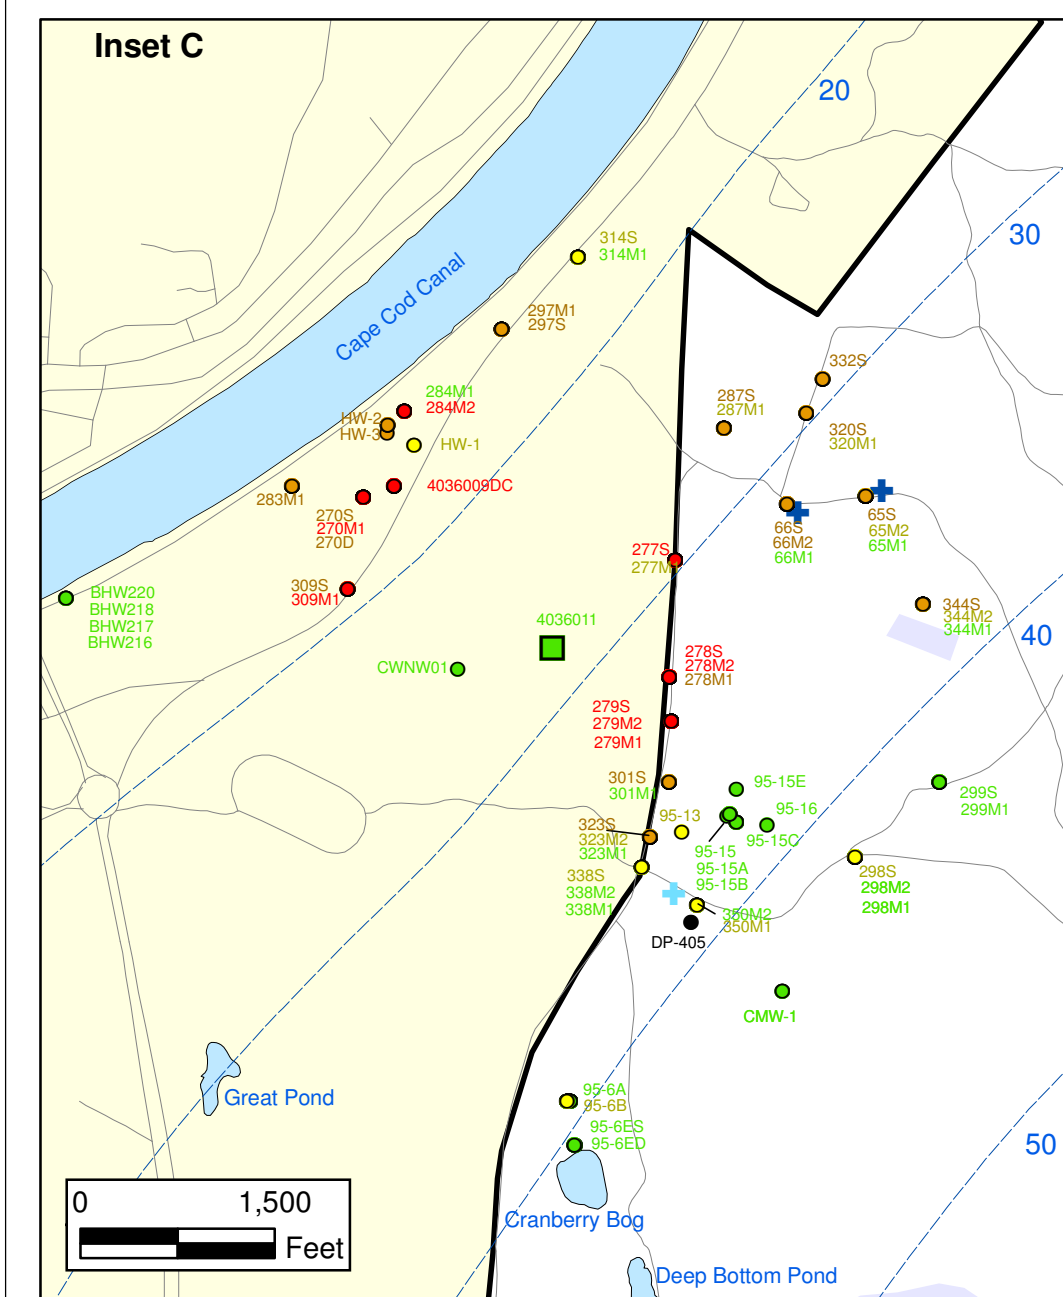 Inset C
20
30
314S
314M1
Cape Cod Canal
297M1
297S
332S
284M1
284M2
287S
287M1
HW-2
HW-3
HW-1
320S
320M1
4036009DC
283M1
270S
270M1
270D
65S
65M2
65M1
66S
66M2
66M1
277S
277M1
309S
309M1
BHW220
BHW218
BHW217
BHW216
344S
344M2
344M1
4036011
40
CWNW01
278S
278M2
278M1
279S
279M2
279M1
301S
301M1
95-15E
299S
299M1
95-13
95-16
323S
323M2
323M1
95-15C
95-15
95-15A
95-15B
338S
338M2
338M1
298S
298M2
298M1
350M2
350M1
DP-405
CMW-1
Great Pond
95-6A
95-6B
95-6ES
95-6ED
50
0
1,500
Feet
Cranberry Bog
Deep Bottom Pond